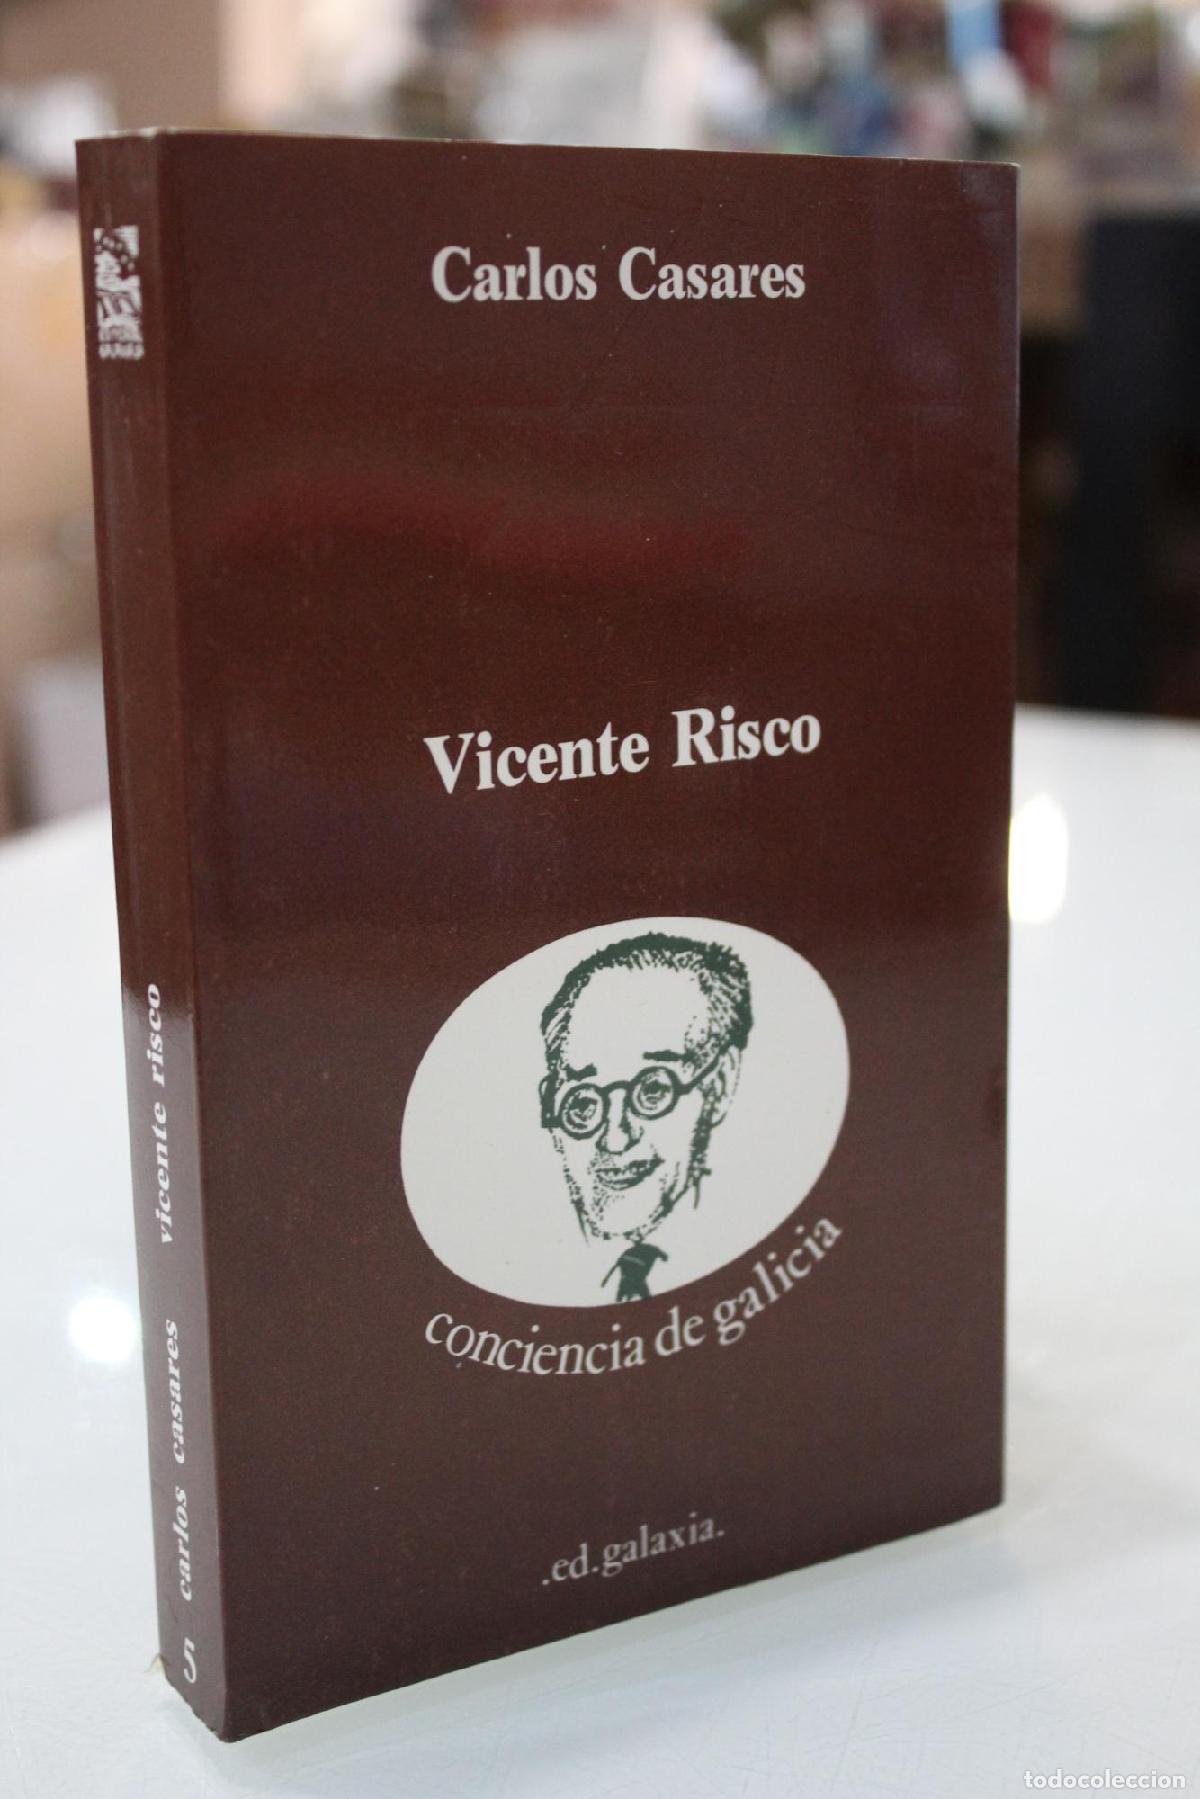 Carlos Casares
Vicente Risco
conciencia de galicia
.ed.galaxia.
5 carlos casares vicente risco
todocoleccion